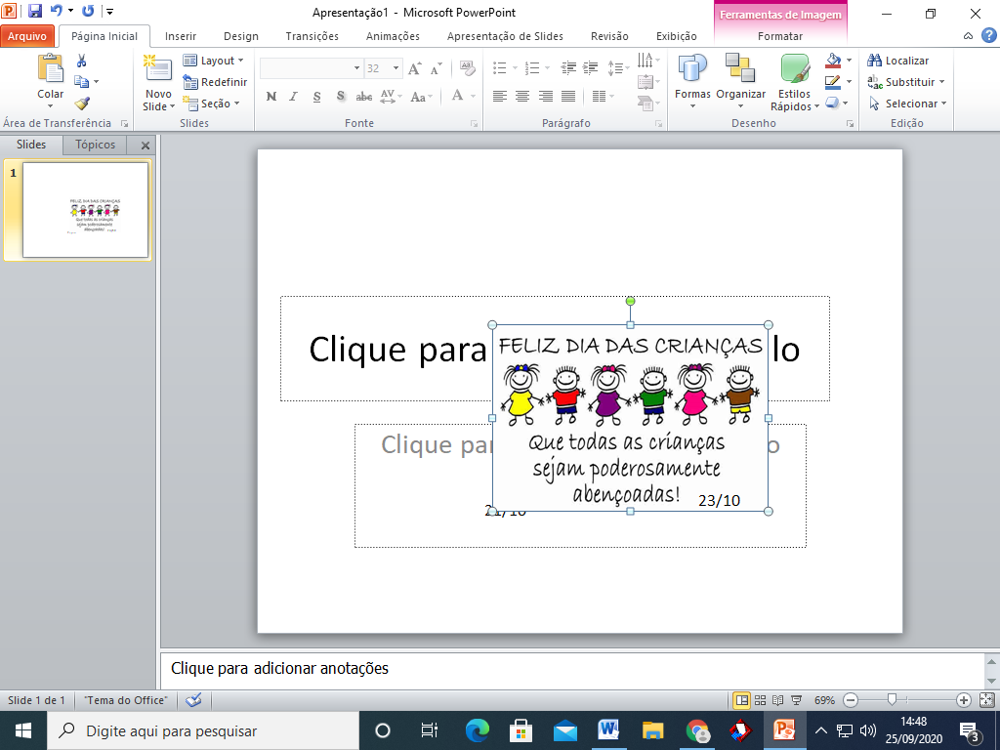 Apresentação1 - Microsoft PowerPoint
Ferramentas de Imagem
Arquivo
Página Inicial
Inserir
Design
Transições
Animações
Apresentação de Slides
Revisão
Exibição
Formatar
Colar
Novo
Slide
Layout
Redefinir
Seção
32
N I S S abc AV Aa A
Formas
Organizar
Estilos
Rápidos
Localizar
Substituir
Selecionar
Área de Transferência
Slides
Fonte
Parágrafo
Desenho
Edição
Slides
Tópicos
1
FELIZ DIA DAS CRIANÇAS
Que todas as crianças
sejam poderosamente
abençoadas!
Clique para
lo
FELIZ DIA DAS CRIANÇAS
Clique par
o
Que todas as crianças
sejam poderosamente
abençoadas!
23/10
21/10
Clique para adicionar anotações
Slide 1 de 1
"Tema do Office"
69%
Digite aqui para pesquisar
14:48
25/09/2020
3